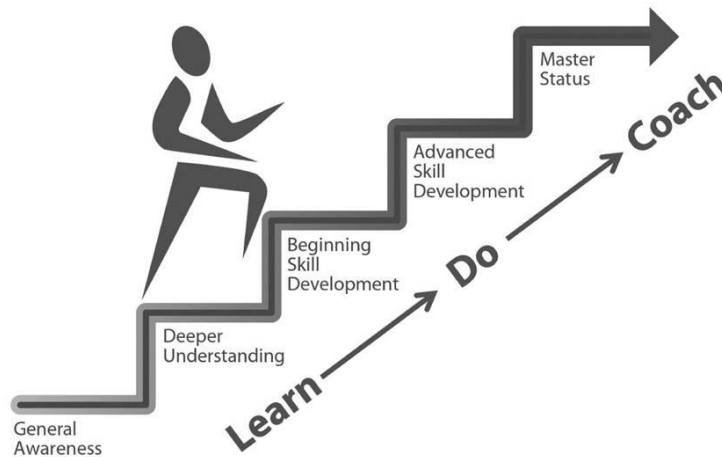 Master
Status
Advanced
Skill
Development
Beginning
Skill
Development
Deeper
Understanding
General
Awareness
Learn
Do
Coach